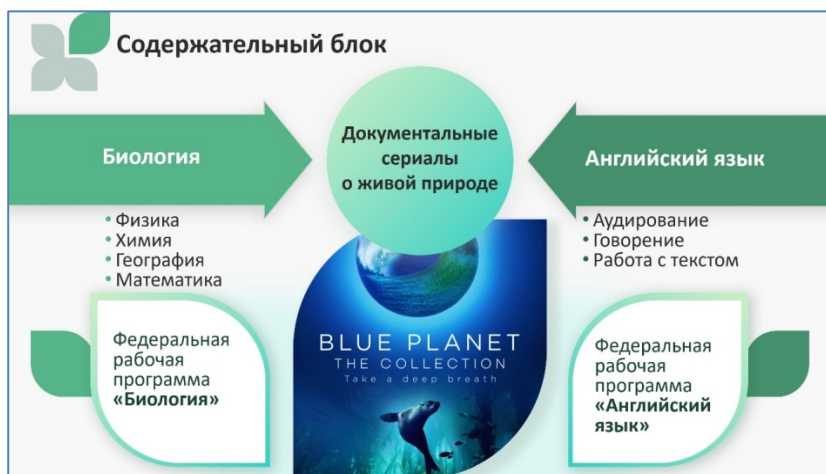 Содержательный блок
Биология
Документальные
сериалы
о живой природе
Английский язык
• Физика
• Химия
• География
• Математика
• Аудирование
• Говорение
• Работа с текстом
Федеральная
рабочая
программа
«Биология»
BLUE PLANET
THE COLLECTION
Take a deep breath
Федеральная
рабочая
программа
«Английский
язык»